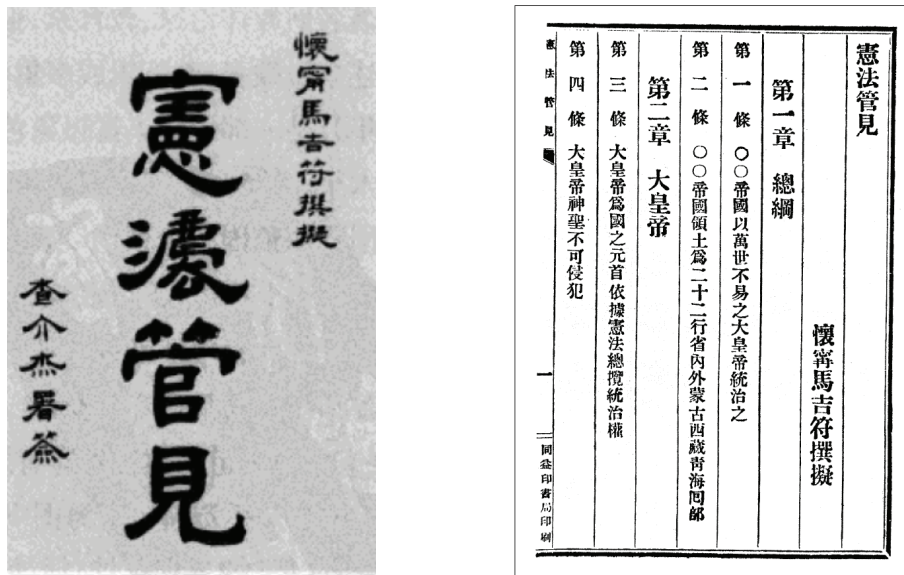 懷甯馬吉符撰擬
憲灋管見
查介杰署簽
憲法管見
懷甯馬吉符撰擬
第一章 總綱
第一條 〇〇帝國以萬世不易之大皇帝統治之
第二條 〇〇帝國領土爲二十二行省內外蒙古西藏靑海囘部
第二章 大皇帝
第三條 大皇帝爲國之元首依據憲法總攬統治權
第四條 大皇帝神聖不可侵犯
憲法管見
一
同益印書局印刷